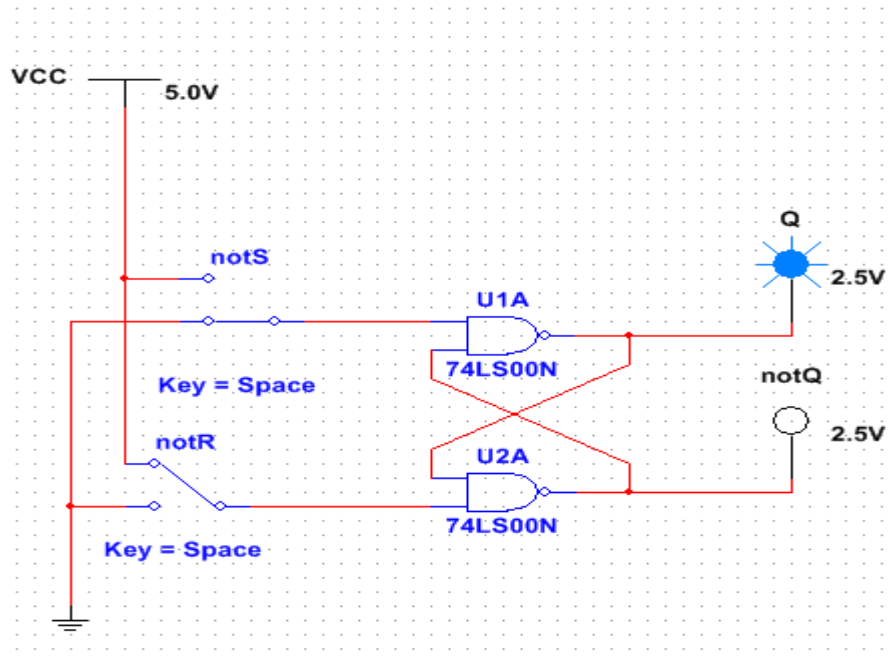 VCC
5.0V
notS
Q
2.5V
U1A
74LS00N
Key = Space
notQ
2.5V
notR
U2A
74LS00N
Key = Space